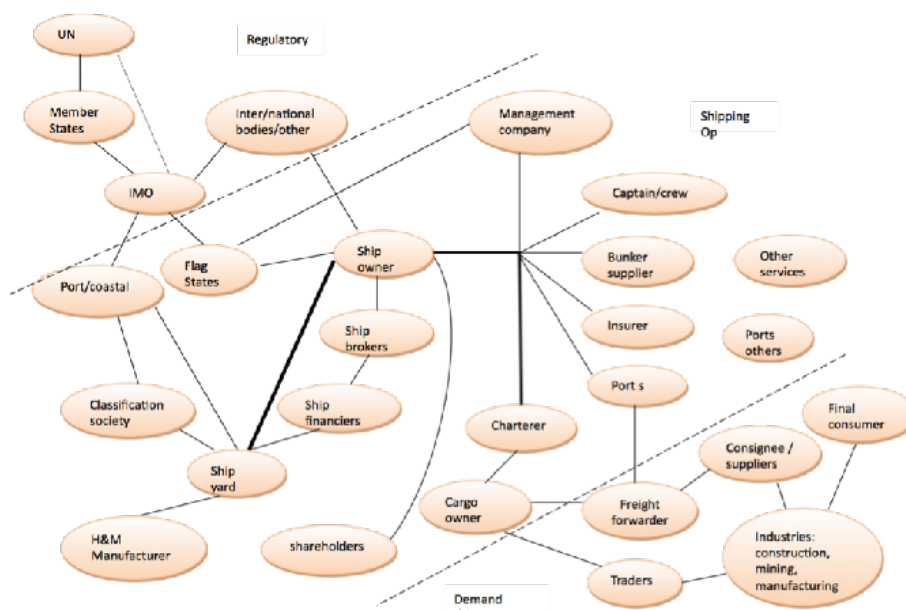 UN
Regulatory
Member
States
Inter/national
bodies/other
Management
company
Shipping
Op
IMO
Captain/crew
Flag
States
Ship
owner
Bunker
supplier
Other
services
Port/coastal
Ship
brokers
Insurer
Ports
others
Classification
society
Ship
financiers
Port s
Charterer
Final
consumer
Consignee /
suppliers
Ship
yard
Cargo
owner
Freight
forwarder
H&M
Manufacturer
shareholders
Industries:
construction,
mining,
manufacturing
Traders
Demand